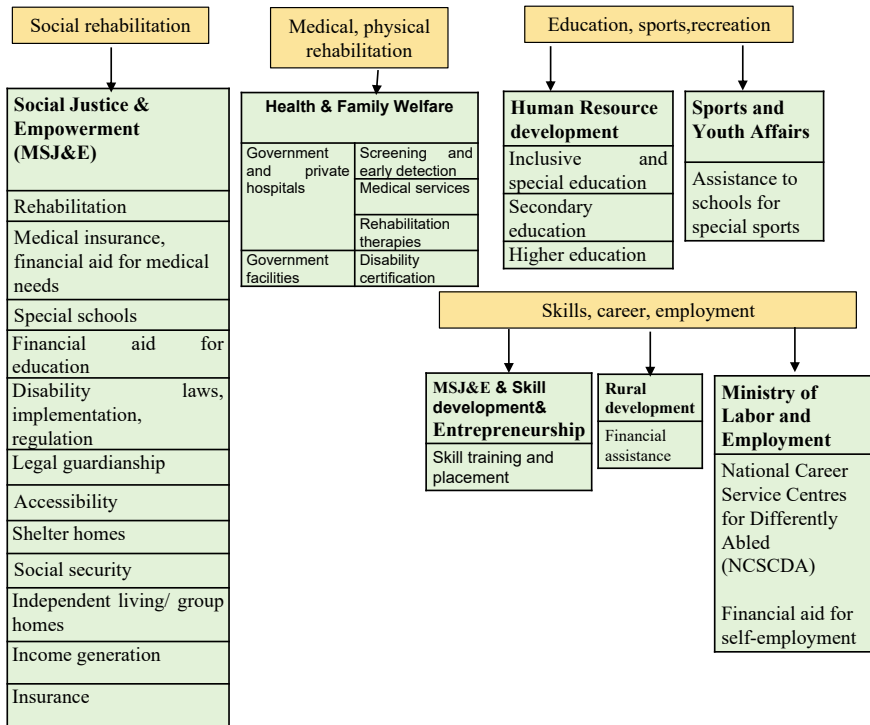 Social rehabilitation
Social Justice &
Empowerment
(MSJ&E)
Rehabilitation
Medical insurance,
financial aid for medical
needs
Special schools
Financial aid for
education
Disability laws,
implementation,
regulation
Legal guardianship
Accessibility
Shelter homes
Social security
Independent living/ group
homes
Income generation
Insurance
Medical, physical
rehabilitation
Health & Family Welfare
Government
and private
hospitals
Screening and
early detection
Medical services
Rehabilitation
therapies
Government
facilities
Disability
certification
Education, sports,recreation
Human Resource
development
Inclusive and
special education
Secondary
education
Higher education
Sports and
Youth Affairs
Assistance to
schools for
special sports
Skills, career, employment
MSJ&E & Skill
development&
Entrepreneurship
Skill training and
placement
Rural
development
Financial
assistance
Ministry of
Labor and
Employment
National Career
Service Centres
for Differently
Abled
(NCSCDA)
Financial aid for
self-employment